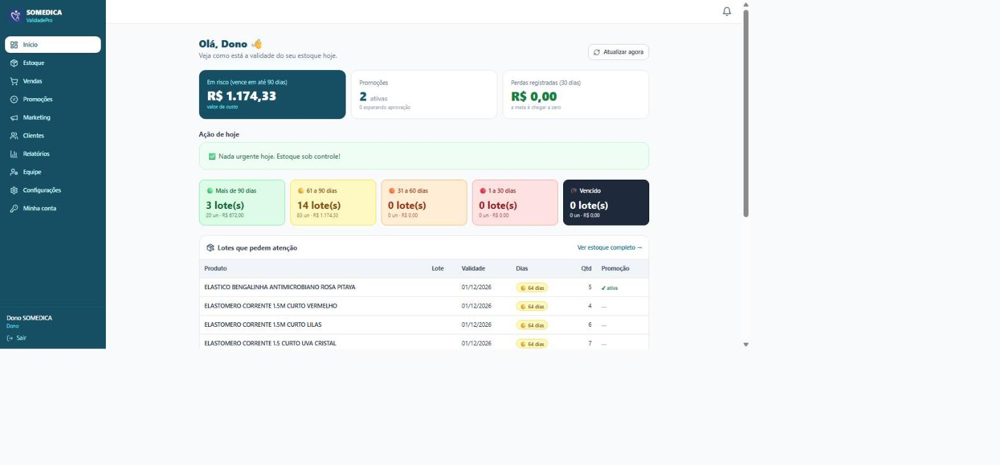 SOMEDICA
ValidadePro
Início
Estoque
Vendas
Promoções
Marketing
Clientes
Relatórios
Equipe
Configurações
Minha conta
Dono SOMEDICA
Dono
Sair
Olá, Dono 👋
Veja como está a validade do seu estoque hoje.
Atualizar agora
Em risco (vence em até 90 dias)
R$ 1.174,33
valor de custo
Promoções
2 ativas
0 esperando aprovação
Perdas registradas (30 dias)
R$ 0,00
a meta é chegar a zero
Ação de hoje
✅ Nada urgente hoje. Estoque sob controle!
Mais de 90 dias
3 lote(s)
20 un · R$ 672,00
61 a 90 dias
14 lote(s)
83 un · R$ 1.174,33
31 a 60 dias
0 lote(s)
0 un · R$ 0,00
1 a 30 dias
0 lote(s)
0 un · R$ 0,00
Vencido
0 lote(s)
0 un · R$ 0,00
Lotes que pedem atenção
Ver estoque completo →
Produto Lote Validade Dias Qtd Promoção
ELASTICO BENGALINHA ANTIMICROBIANO ROSA PITAYA 01/12/2026 64 dias 5 ✓ ativa
ELASTOMERO CORRENTE 1.5M CURTO VERMELHO 01/12/2026 64 dias 4 —
ELASTOMERO CORRENTE 1.5M CURTO LILAS 01/12/2026 64 dias 6 —
ELASTOMERO CORRENTE 1.5 CURTO UVA CRISTAL 01/12/2026 64 dias 7 —